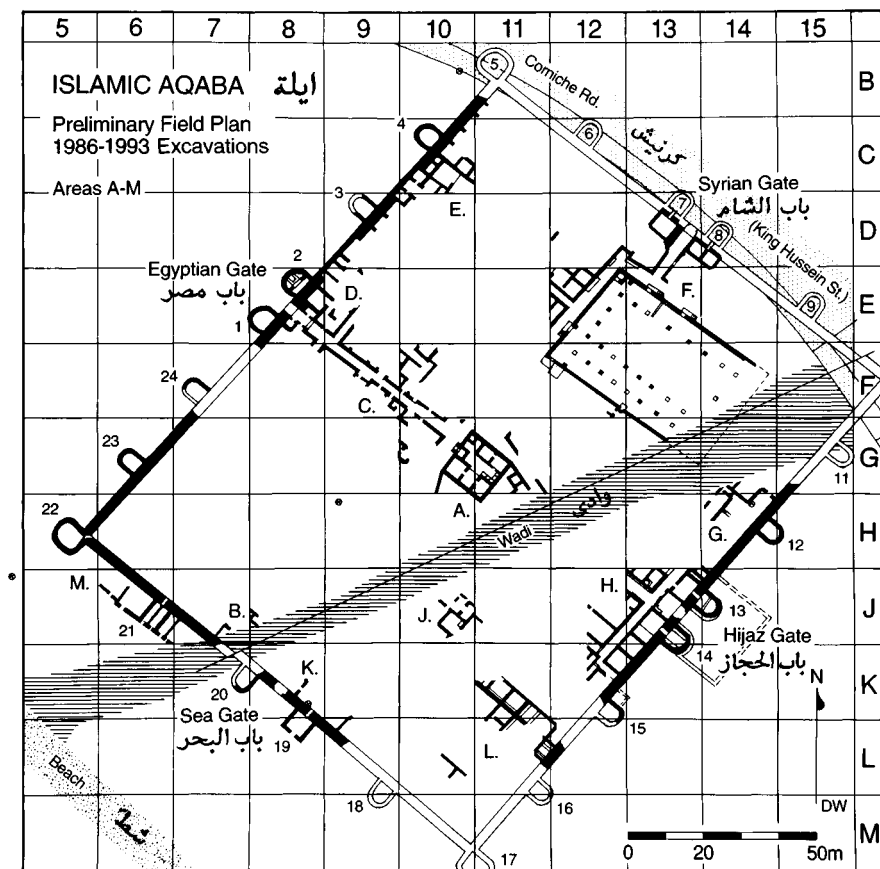 5 6 7 8 9 10 11 12 13 14 15
B
C
D
E
F
G
H
J
K
L
M
ISLAMIC AQABA ايلة
Preliminary Field Plan
1986-1993 Excavations
Areas A-M
Corniche Rd.
كرنيش
Syrian Gate
باب الشام
(King Hussein St.)
Egyptian Gate
باب مصر
Wadi
وادي
Hijaz Gate
باب الحجاز
Sea Gate
باب البحر
Beach
شط
A.
B.
C.
D.
E.
F.
G.
H.
J.
K.
L.
M.
1
2
3
4
5
6
7
8
9
11
12
13
14
15
16
17
18
19
20
21
22
23
24
N
DW
0 20 50m